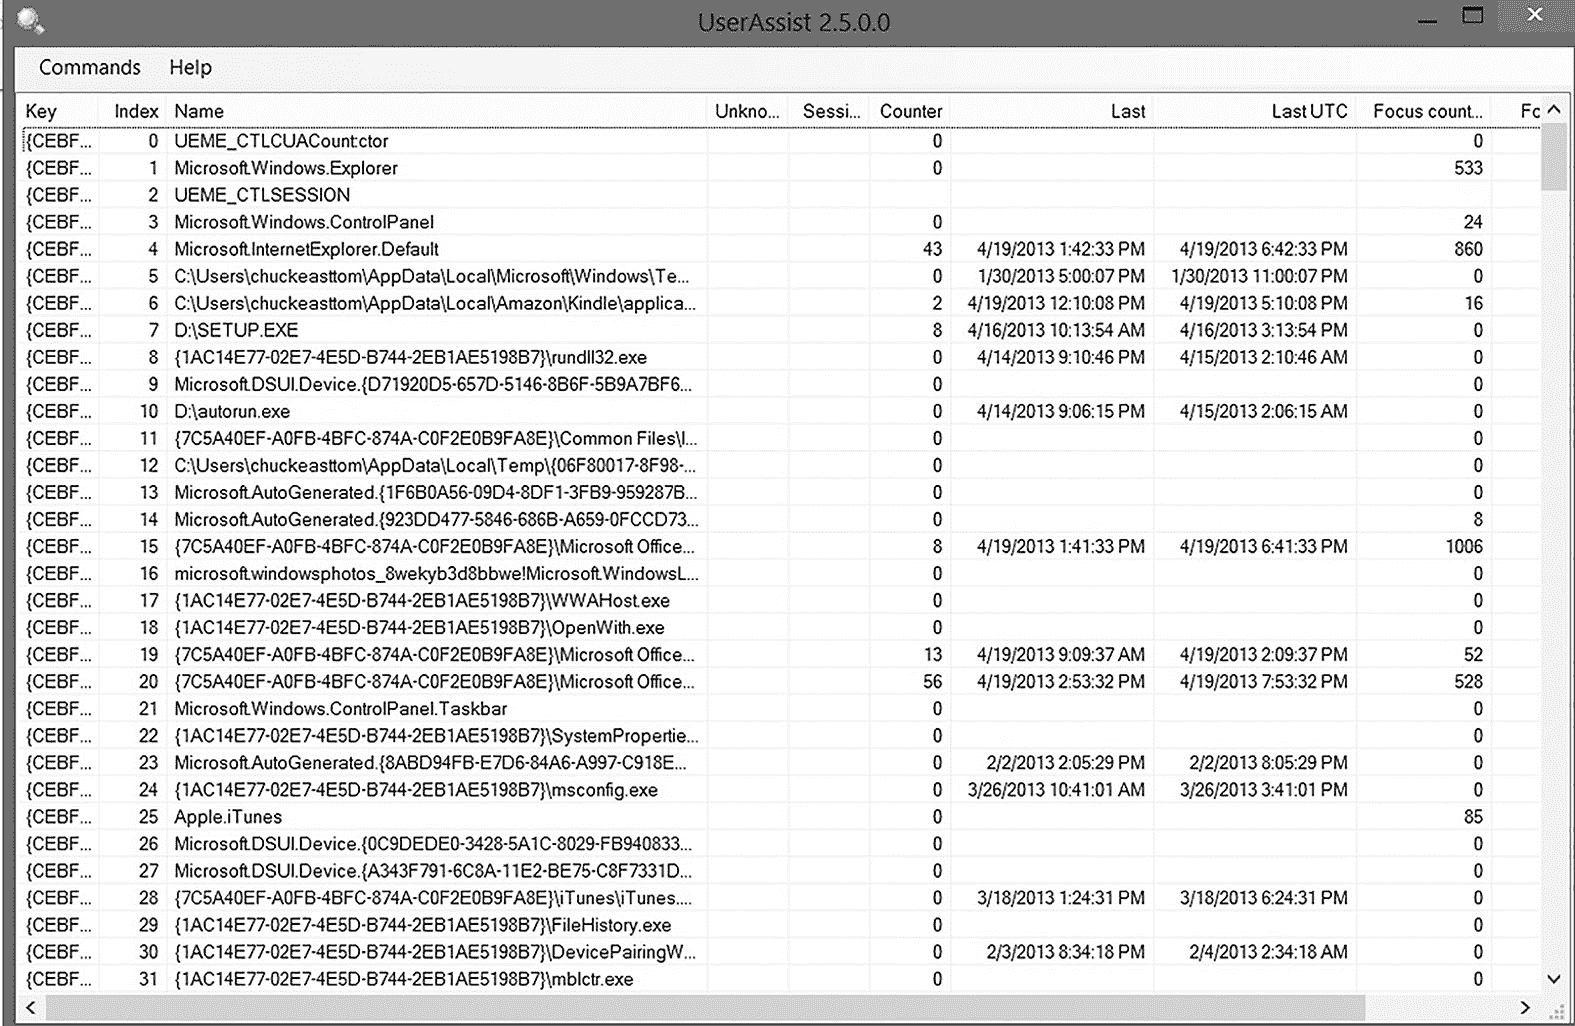 UserAssist 2.5.0.0
Commands Help
Key Index Name Unkno... Sessi... Counter Last Last UTC Focus count... Fc
{CEBF... 0 UEME_CTLCUACount:ctor 0 0
{CEBF... 1 Microsoft.Windows.Explorer 0 533
{CEBF... 2 UEME_CTLSESSION
{CEBF... 3 Microsoft.Windows.ControlPanel 0 24
{CEBF... 4 Microsoft.InternetExplorer.Default 43 4/19/2013 1:42:33 PM 4/19/2013 6:42:33 PM 860
{CEBF... 5 C:\Users\chuckeasttom\AppData\Local\Microsoft\Windows\Te... 0 1/30/2013 5:00:07 PM 1/30/2013 11:00:07 PM 0
{CEBF... 6 C:\Users\chuckeasttom\AppData\Local\Amazon\Kindle\applica... 2 4/19/2013 12:10:08 PM 4/19/2013 5:10:08 PM 16
{CEBF... 7 D:\SETUP.EXE 8 4/16/2013 10:13:54 AM 4/16/2013 3:13:54 PM 0
{CEBF... 8 {1AC14E77-02E7-4E5D-B744-2EB1AE5198B7}\rundll32.exe 0 4/14/2013 9:10:46 PM 4/15/2013 2:10:46 AM 0
{CEBF... 9 Microsoft.DSUI.Device.{D71920D5-657D-5146-8B6F-5B9A7BF6... 0 0
{CEBF... 10 D:\autorun.exe 0 4/14/2013 9:06:15 PM 4/15/2013 2:06:15 AM 0
{CEBF... 11 {7C5A40EF-A0FB-4BFC-874A-C0F2E0B9FA8E}\Common Files\I... 0 0
{CEBF... 12 C:\Users\chuckeasttom\AppData\Local\Temp\{06F80017-8F98-... 0 0
{CEBF... 13 Microsoft.AutoGenerated.{1F6B0A56-09D4-8DF1-3FB9-959287B... 0 0
{CEBF... 14 Microsoft.AutoGenerated.{923DD477-5846-686B-A659-0FCCD73... 0 8
{CEBF... 15 {7C5A40EF-A0FB-4BFC-874A-C0F2E0B9FA8E}\Microsoft Office... 8 4/19/2013 1:41:33 PM 4/19/2013 6:41:33 PM 1006
{CEBF... 16 microsoft.windowsphotos_8wekyb3d8bbwe!Microsoft.WindowsL... 0 0
{CEBF... 17 {1AC14E77-02E7-4E5D-B744-2EB1AE5198B7}\WWAHost.exe 0 0
{CEBF... 18 {1AC14E77-02E7-4E5D-B744-2EB1AE5198B7}\OpenWith.exe 0 0
{CEBF... 19 {7C5A40EF-A0FB-4BFC-874A-C0F2E0B9FA8E}\Microsoft Office... 13 4/19/2013 9:09:37 AM 4/19/2013 2:09:37 PM 52
{CEBF... 20 {7C5A40EF-A0FB-4BFC-874A-C0F2E0B9FA8E}\Microsoft Office... 56 4/19/2013 2:53:32 PM 4/19/2013 7:53:32 PM 528
{CEBF... 21 Microsoft.Windows.ControlPanel.Taskbar 0 0
{CEBF... 22 {1AC14E77-02E7-4E5D-B744-2EB1AE5198B7}\SystemPropertie... 0 0
{CEBF... 23 Microsoft.AutoGenerated.{8ABD94FB-E7D6-84A6-A997-C918E... 0 2/2/2013 2:05:29 PM 2/2/2013 8:05:29 PM 0
{CEBF... 24 {1AC14E77-02E7-4E5D-B744-2EB1AE5198B7}\msconfig.exe 0 3/26/2013 10:41:01 AM 3/26/2013 3:41:01 PM 0
{CEBF... 25 Apple.iTunes 0 85
{CEBF... 26 Microsoft.DSUI.Device.{0C9DEDE0-3428-5A1C-8029-FB940833... 0 0
{CEBF... 27 Microsoft.DSUI.Device.{A343F791-6C8A-11E2-BE75-C8F7331D... 0 0
{CEBF... 28 {7C5A40EF-A0FB-4BFC-874A-C0F2E0B9FA8E}\iTunes\iTunes.... 0 3/18/2013 1:24:31 PM 3/18/2013 6:24:31 PM 0
{CEBF... 29 {1AC14E77-02E7-4E5D-B744-2EB1AE5198B7}\FileHistory.exe 0 0
{CEBF... 30 {1AC14E77-02E7-4E5D-B744-2EB1AE5198B7}\DevicePairingW... 0 2/3/2013 8:34:18 PM 2/4/2013 2:34:18 AM 0
{CEBF... 31 {1AC14E77-02E7-4E5D-B744-2EB1AE5198B7}\mblctr.exe 0 0